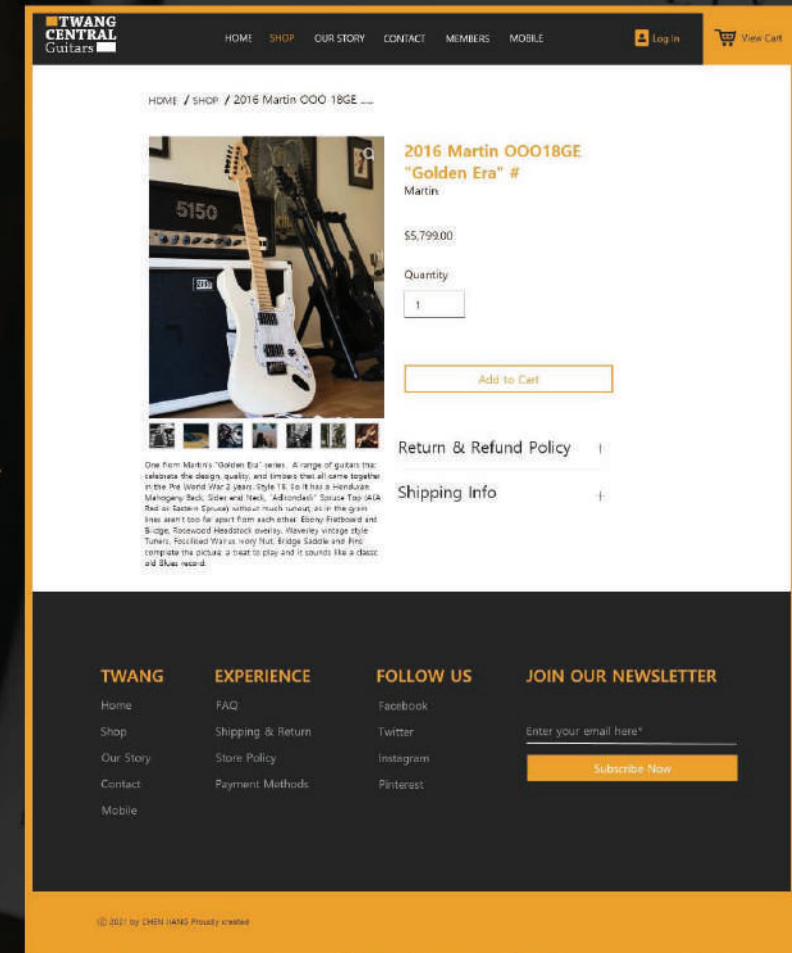 TWANG
CENTRAL
Guitars
HOME SHOP OUR STORY CONTACT MEMBERS MOBILE
Log In
View Cart
HOME / SHOP / 2016 Martin OOO 18GE ....
5150
2016 Martin OOO18GE
"Golden Era" #
Martin
$5,799.00
Quantity
1
Add to Cart
Return & Refund Policy +
Shipping Info +
One from Martin's "Golden Era" series. A range of guitars that
celebrate the design, quality, and timbers that all came together
in the Pre World War 2 years. Style 18. So it has a Honduran
Mahogany Back, Sides and Neck, "Adirondack" Spruce Top (AKA
Red or Eastern Spruce) without much runout, as in the grain
lines aren't too far apart from each other. Ebony Fretboard and
Bridge, Rosewood Headstock overlay. Waverley vintage style
Tuners, Fossilised Walrus Ivory Nut, Bridge Saddle and Pins
complete the picture: a treat to play and it sounds like a classic
old Blues record.
TWANG
Home
Shop
Our Story
Contact
Mobile
EXPERIENCE
FAQ
Shipping & Return
Store Policy
Payment Methods
FOLLOW US
Facebook
Twitter
Instagram
Pinterest
JOIN OUR NEWSLETTER
Enter your email here*
Subscribe Now
© 2021 by CHEN JIANG Proudly created